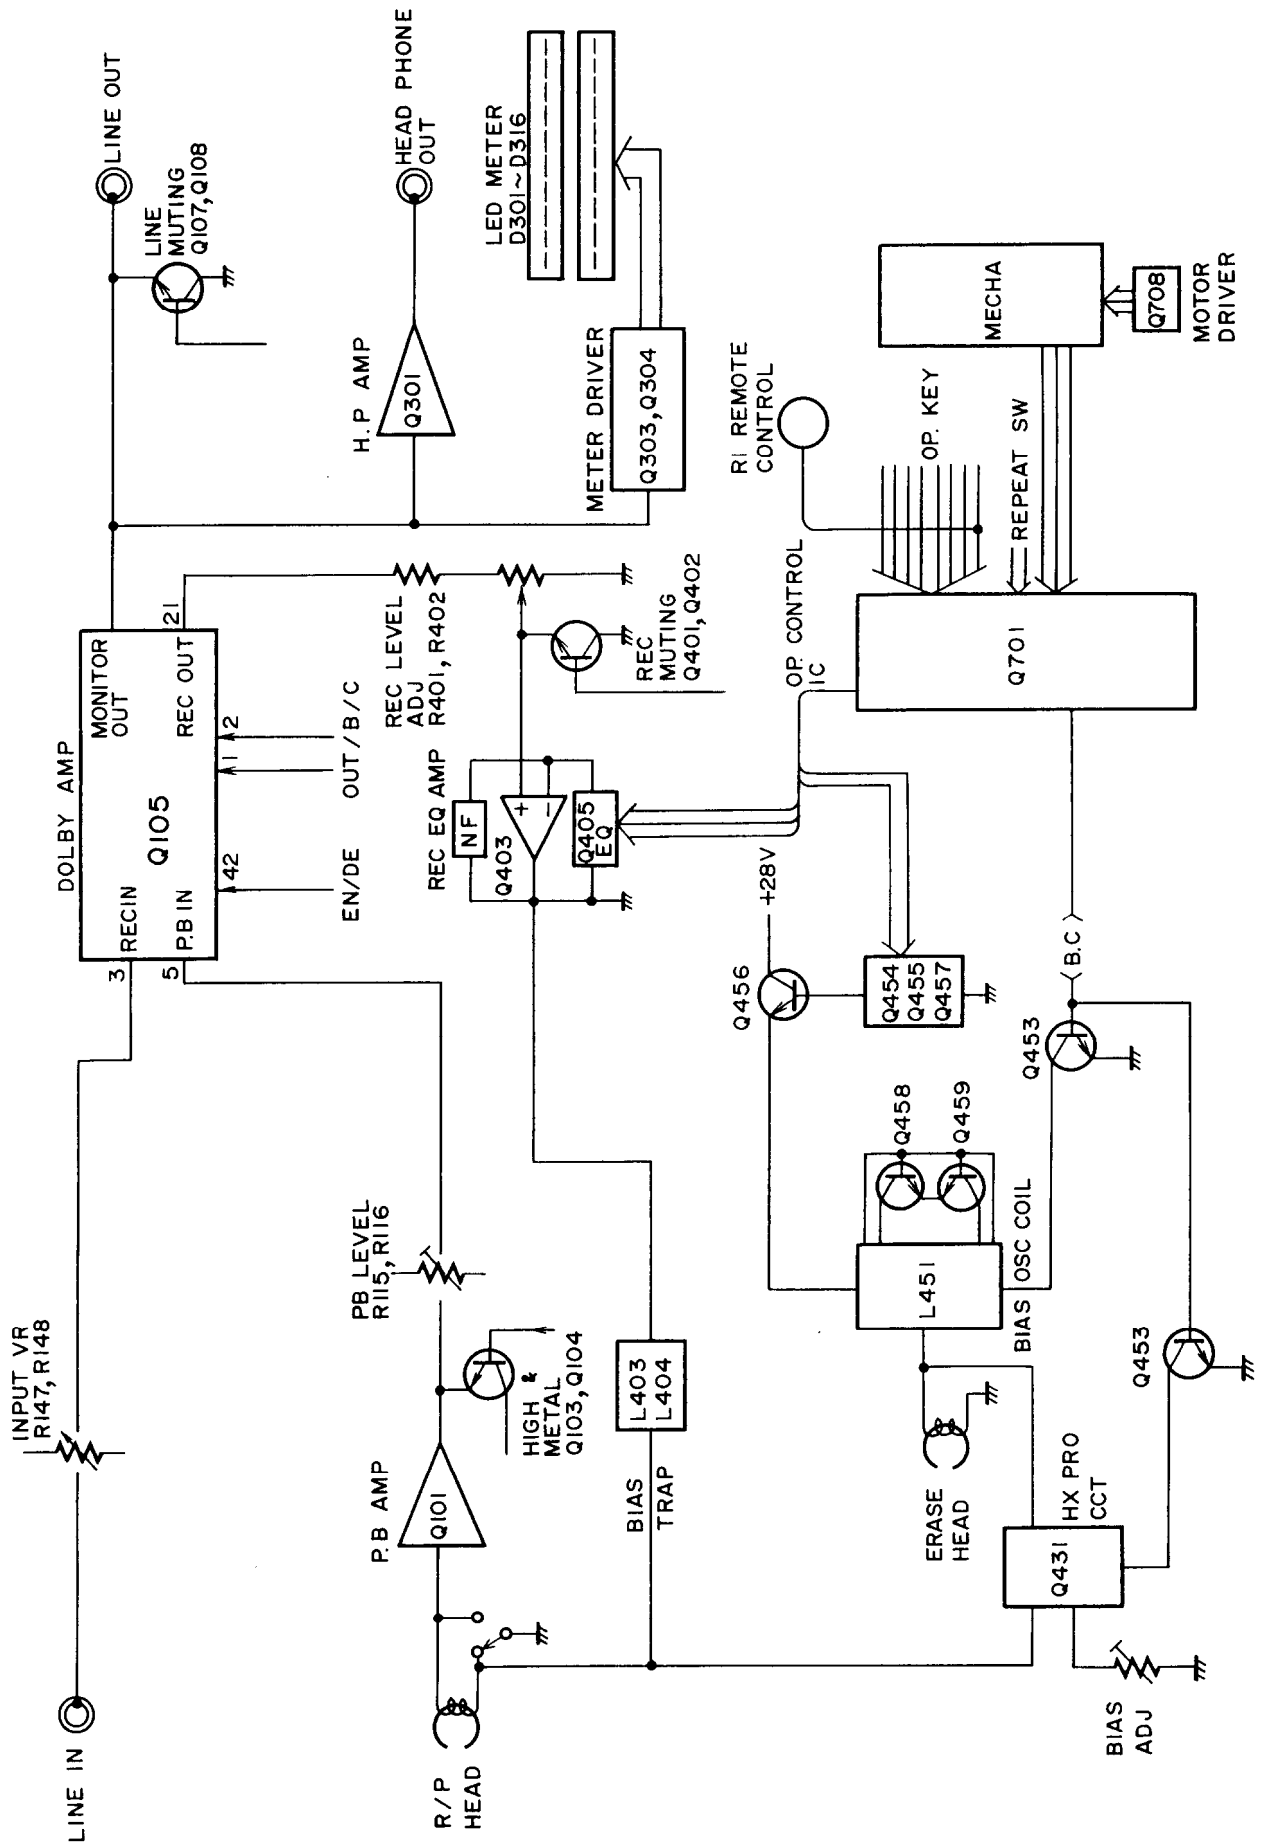 LINE IN
INPUT VR
R147, R148
DOLBY AMP
3
RECIN
5
P.B IN
Q105
MONITOR
OUT
REC OUT
21
42
1
2
EN/DE
OUT/B/C
LINE OUT
LINE
MUTING
Q107, Q108
H.P AMP
Q301
HEAD PHONE
OUT
LED METER
D301~D316
METER DRIVER
Q303, Q304
R/P
HEAD
P.B AMP
Q101
HIGH &
METAL
Q103, Q104
PB LEVEL
R115, R116
REC LEVEL
ADJ
R401, R402
REC EQ AMP
NF
Q403
+
−
Q405
EQ
REC
MUTING
Q401, Q402
BIAS
TRAP
L403
L404
+28V
Q456
Q454
Q455
Q457
OP. CONTROL
IC
Q701
RI REMOTE
CONTROL
OP. KEY
REPEAT SW
MECHA
Q708
MOTOR
DRIVER
ERASE
HEAD
L451
BIAS OSC COIL
Q458
Q459
Q453
B.C
Q453
HX PRO
CCT
Q431
BIAS
ADJ